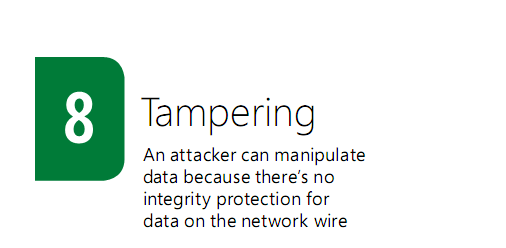 8
Tampering
An attacker can manipulate
data because there's no
integrity protection for
data on the network wire